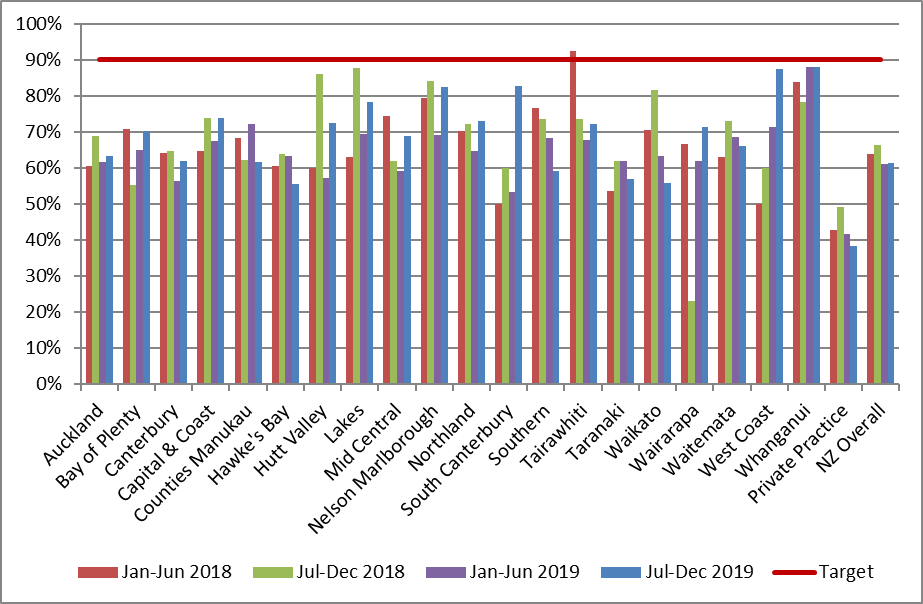 100%
90%
80%
70%
60%
50%
40%
30%
20%
10%
0%
Auckland
Bay of Plenty
Canterbury
Capital & Coast
Counties Manukau
Hawke's Bay
Hutt Valley
Lakes
Mid Central
Nelson Marlborough
Northland
South Canterbury
Southern
Tairawhiti
Taranaki
Waikato
Wairarapa
Waitemata
West Coast
Whanganui
Private Practice
NZ Overall
Jan-Jun 2018 Jul-Dec 2018 Jan-Jun 2019 Jul-Dec 2019 Target